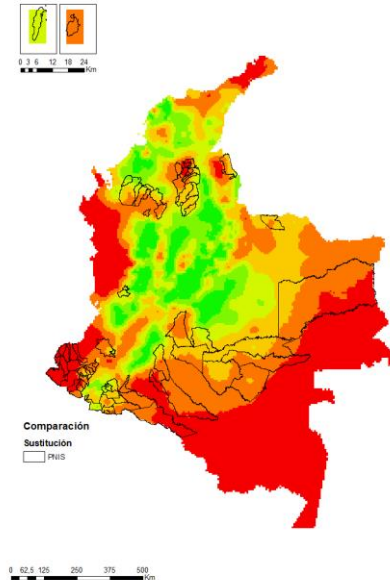 0 3 6 12 18 24
Km
Comparación
Sustitución
PNIS
0 62,5 125 250 375 500
Km